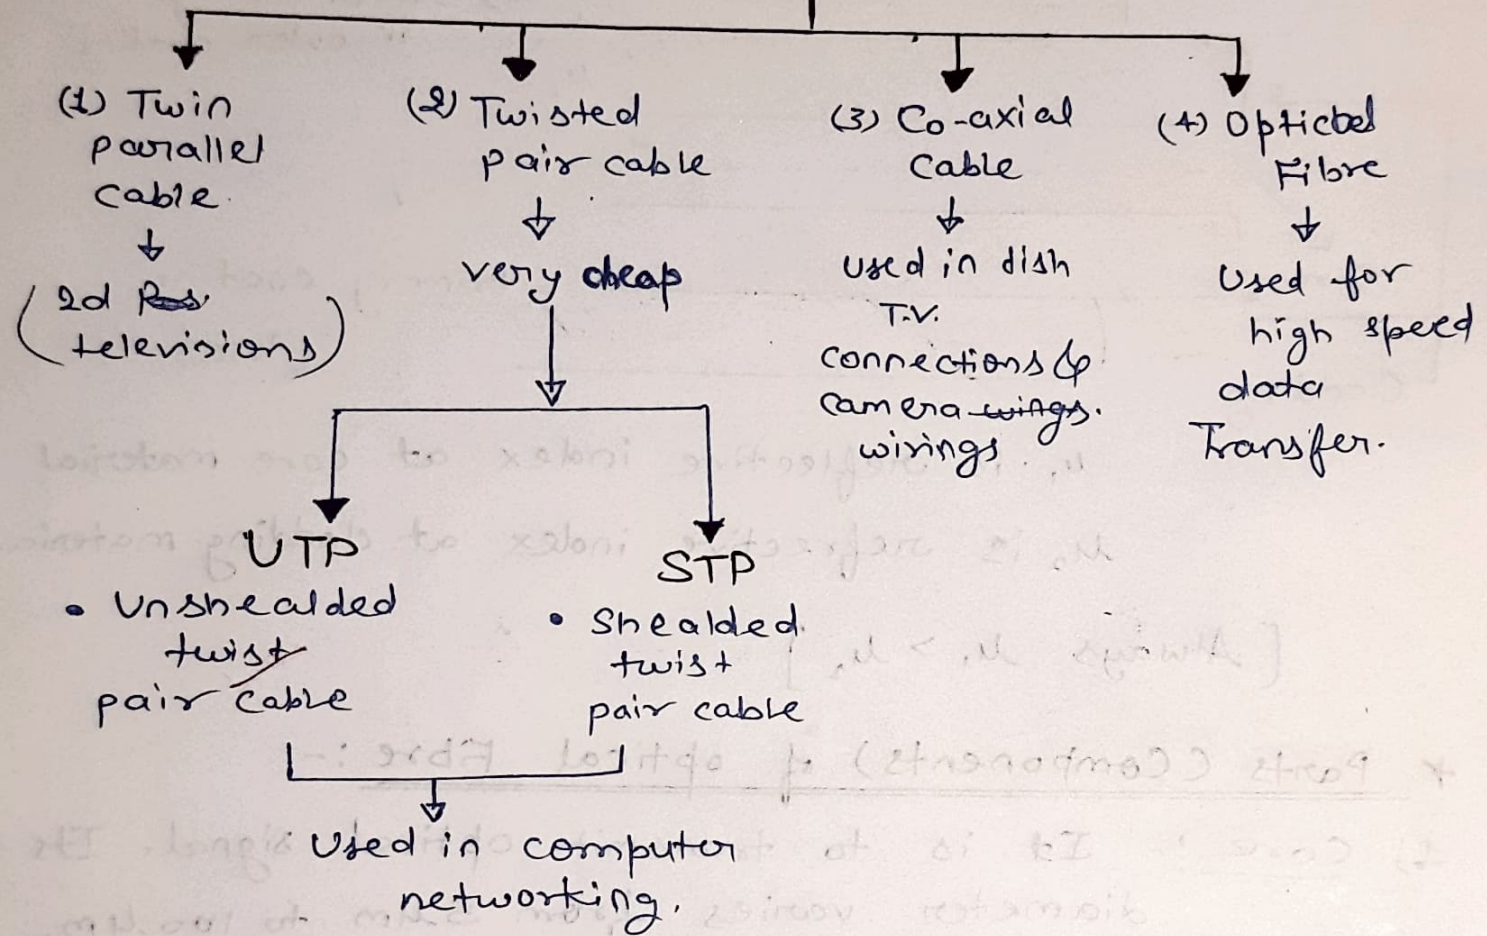 (1) Twin
parallel
cable.
(2d
televisions)
(2) Twisted
pair cable
very cheap
(3) Co-axial
cable
used in dish
T.V.
connections &
camera wings.
wirings
(4) Optical
Fibre
Used for
high speed
data
Transfer.
UTP
• Unshealded
twist
pair cable
STP
• Shealded
twist
pair cable
Used in computer
networking.